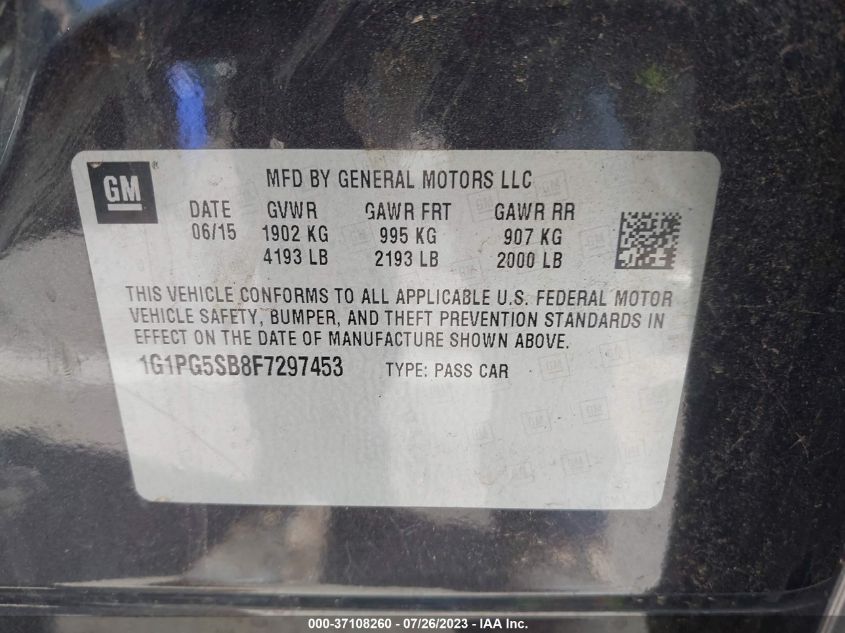 GM ®
MFD BY GENERAL MOTORS LLC
DATE GVWR GAWR FRT GAWR RR
06/15 1902 KG 995 KG 907 KG
4193 LB 2193 LB 2000 LB
THIS VEHICLE CONFORMS TO ALL APPLICABLE U.S. FEDERAL MOTOR
VEHICLE SAFETY, BUMPER, AND THEFT PREVENTION STANDARDS IN
EFFECT ON THE DATE OF MANUFACTURE SHOWN ABOVE.
1G1PG5SB8F7297453 TYPE: PASS CAR
000-37108260 - 07/26/2023 - IAA Inc.